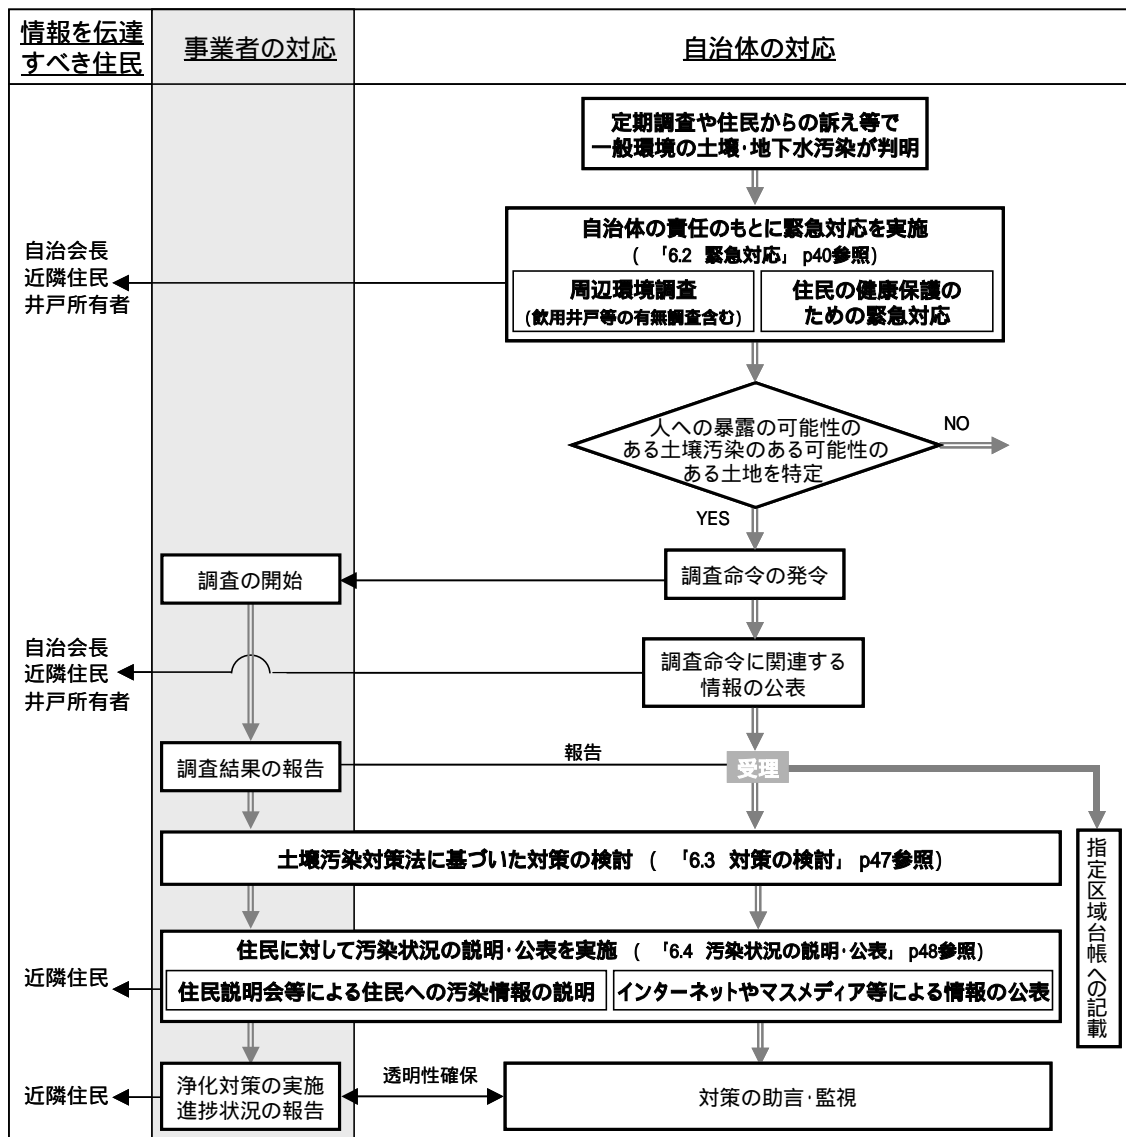 情報を伝達
すべき住民
事業者の対応
自治体の対応
定期調査や住民からの訴え等で
一般環境の土壌・地下水汚染が判明
自治体の責任のもとに緊急対応を実施
( 「6.2 緊急対応」 p40参照)
周辺環境調査
(飲用井戸等の有無調査含む)
住民の健康保護の
ための緊急対応
自治会長
近隣住民
井戸所有者
人への暴露の可能性の
ある土壌汚染のある可能性の
ある土地を特定
NO
YES
調査の開始
調査命令の発令
自治会長
近隣住民
井戸所有者
調査命令に関連する
情報の公表
調査結果の報告
報告
受理
土壌汚染対策法に基づいた対策の検討 ( 「6.3 対策の検討」 p47参照)
指定区域台帳への記載
住民に対して汚染状況の説明・公表を実施 ( 「6.4 汚染状況の説明・公表」 p48参照)
近隣住民
住民説明会等による住民への汚染情報の説明
インターネットやマスメディア等による情報の公表
近隣住民
浄化対策の実施
進捗状況の報告
透明性確保
対策の助言・監視